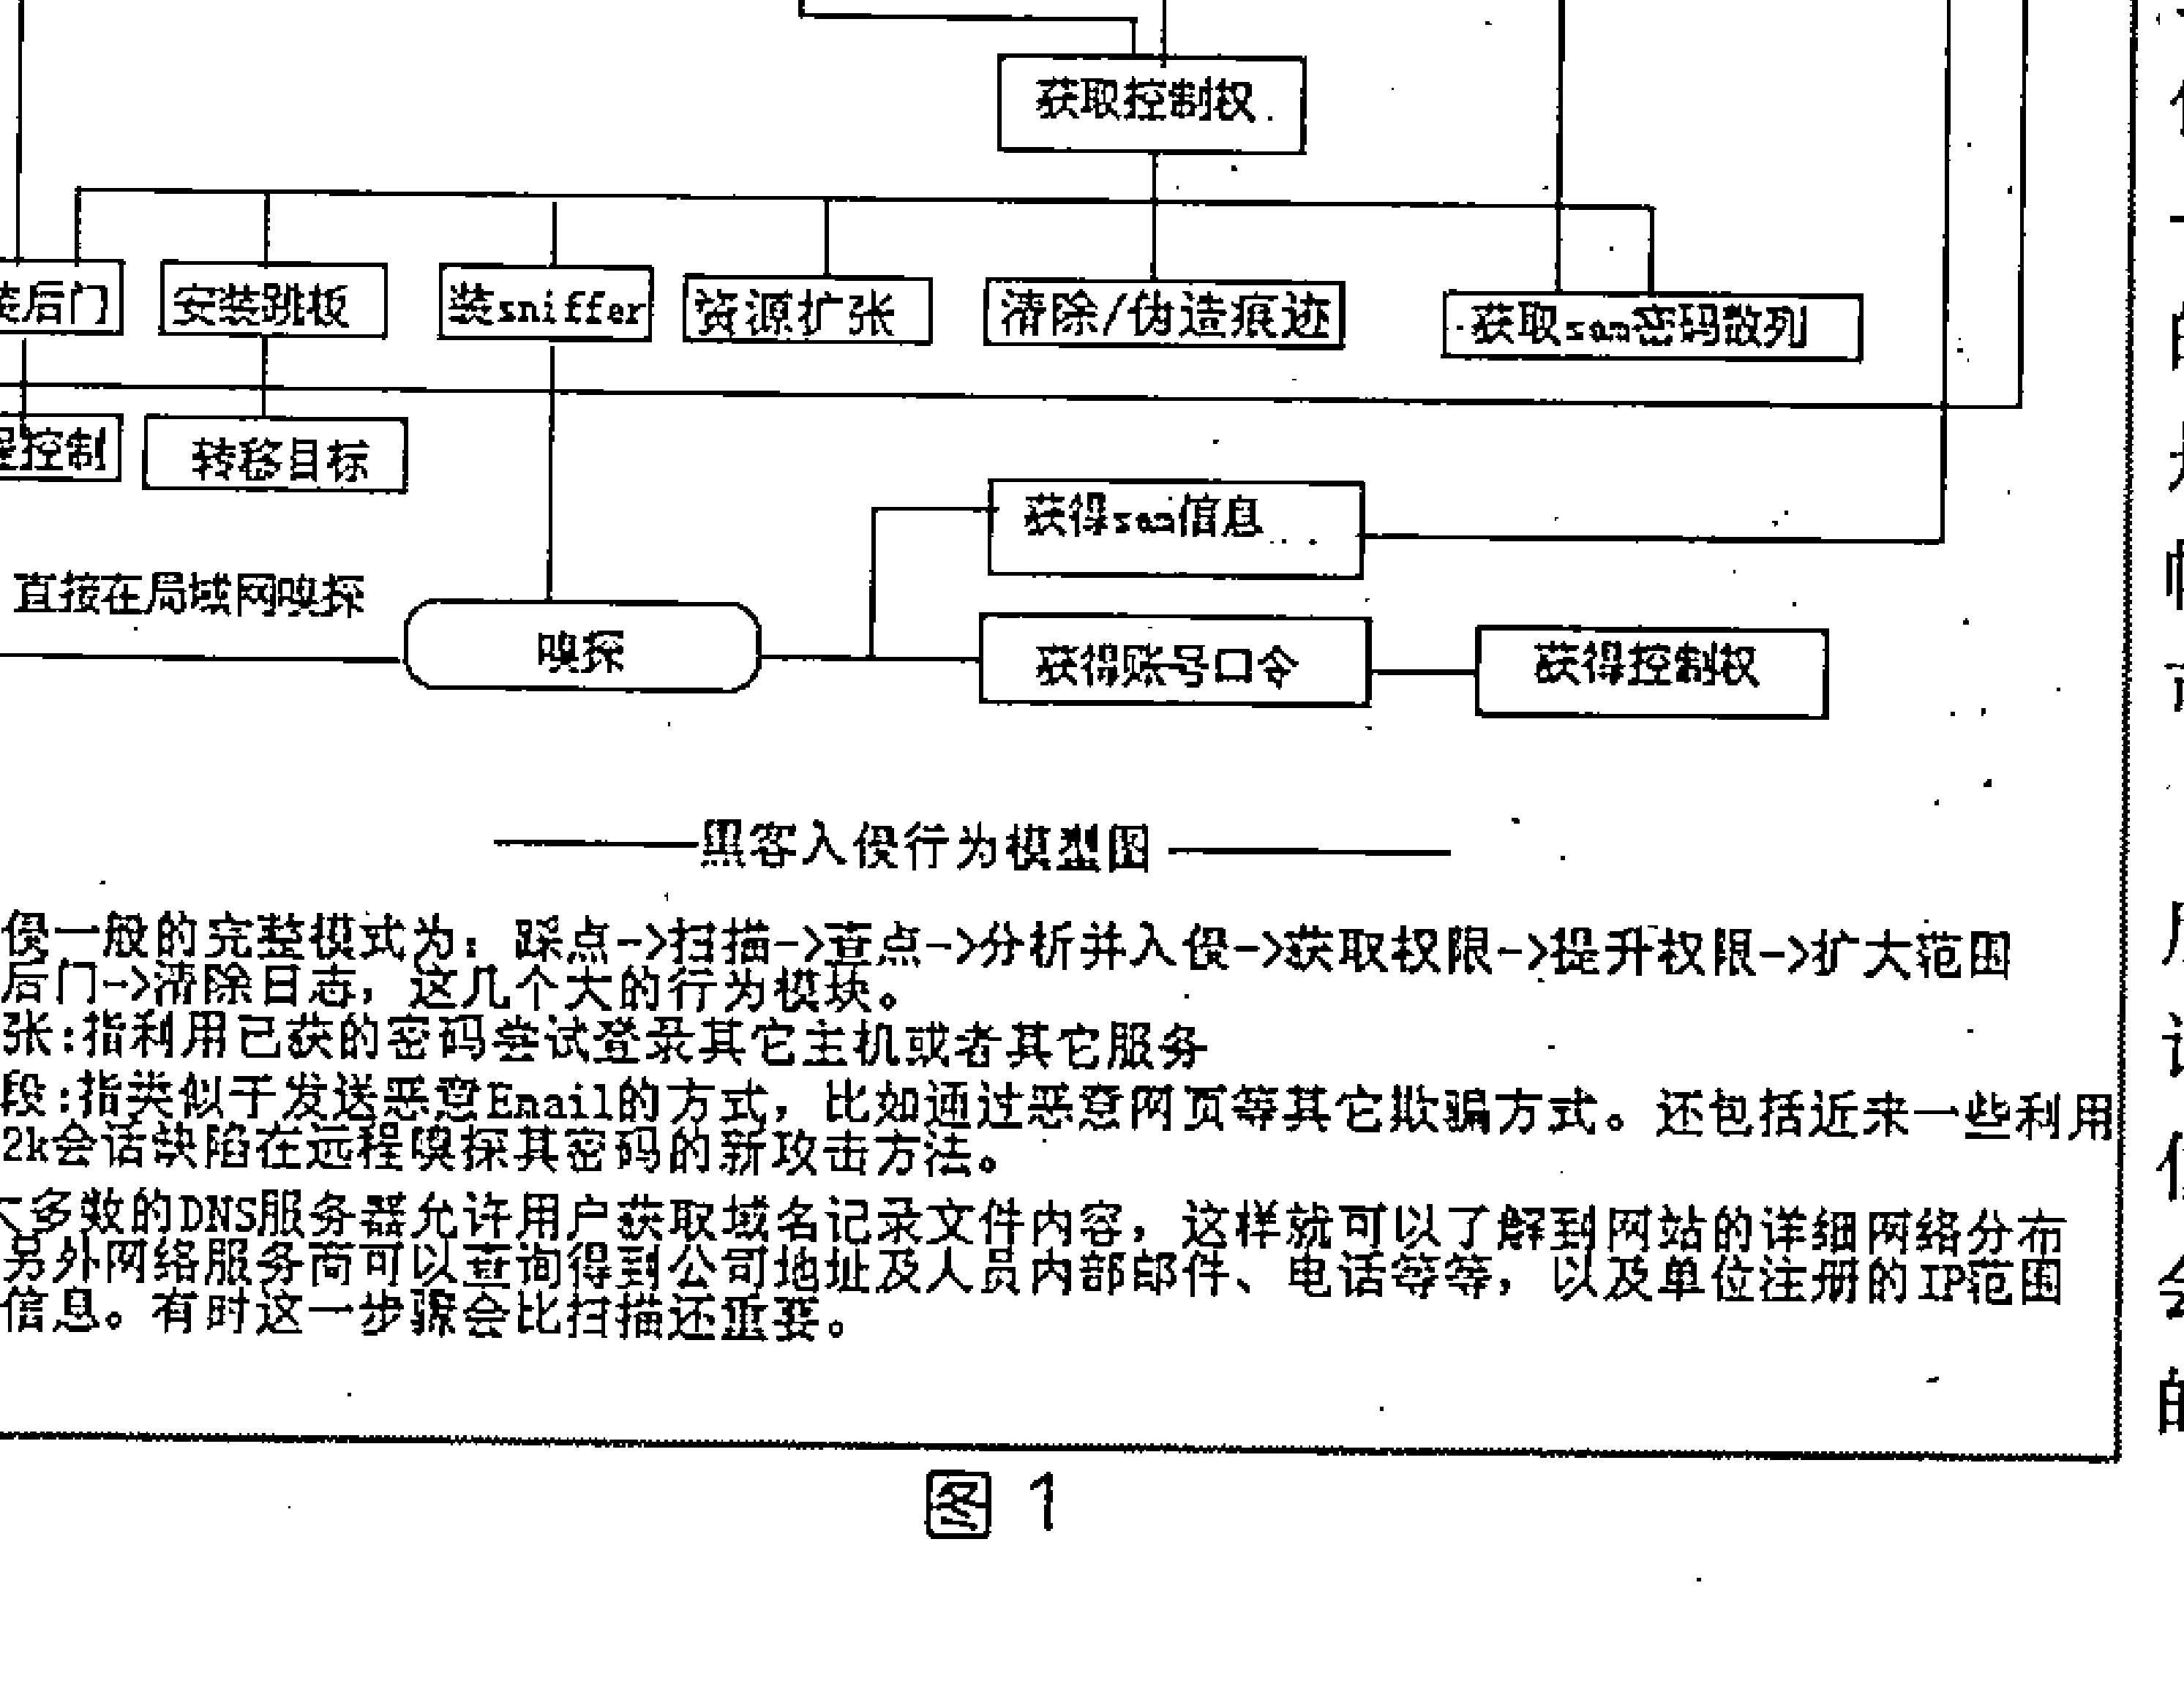 获取控制权
装后门
安装跳板
装sniffer
资源扩张
清除/伪造痕迹
获取sam密码散列
程控制
转移目标
获得sam信息
直接在局域网嗅探
嗅探
获得账号口令
获得控制权
黑客入侵行为模型图
侵一般的完整模式为：踩点->扫描->查点->分析并入侵->获取权限->提升权限->扩大范围
后门->清除日志，这几个大的行为模块。
张:指利用已获的密码尝试登录其它主机或者其它服务
段:指类似于发送恶意Email的方式，比如通过恶意网页等其它欺骗方式。还包括近来一些利用
2k会话缺陷在远程嗅探其密码的新攻击方法。
大多数的DNS服务器允许用户获取域名记录文件内容，这样就可以了解到网站的详细网络分布
另外网络服务商可以查询得到公司地址及人员内部邮件、电话等等，以及单位注册的IP范围
信息。有时这一步骤会比扫描还重要。
图 1